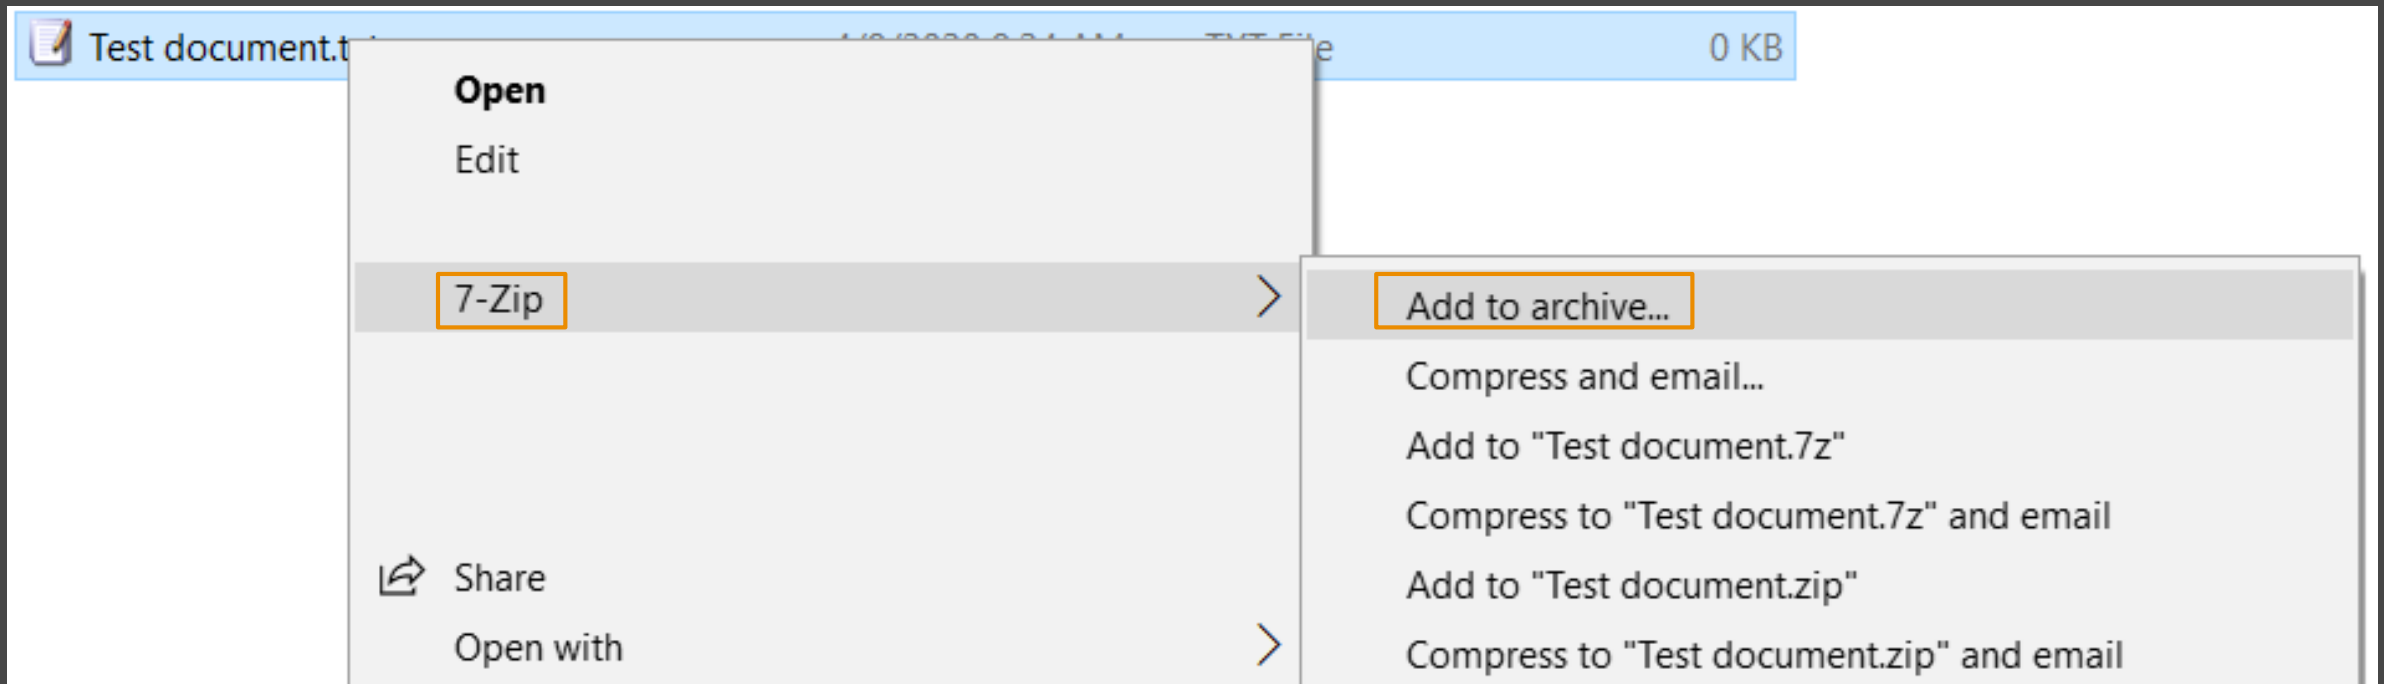 Test document.t
e
0 KB
Open
Edit
7-Zip
Add to archive...
Compress and email...
Add to "Test document.7z"
Compress to "Test document.7z" and email
Share
Add to "Test document.zip"
Open with
Compress to "Test document.zip" and email